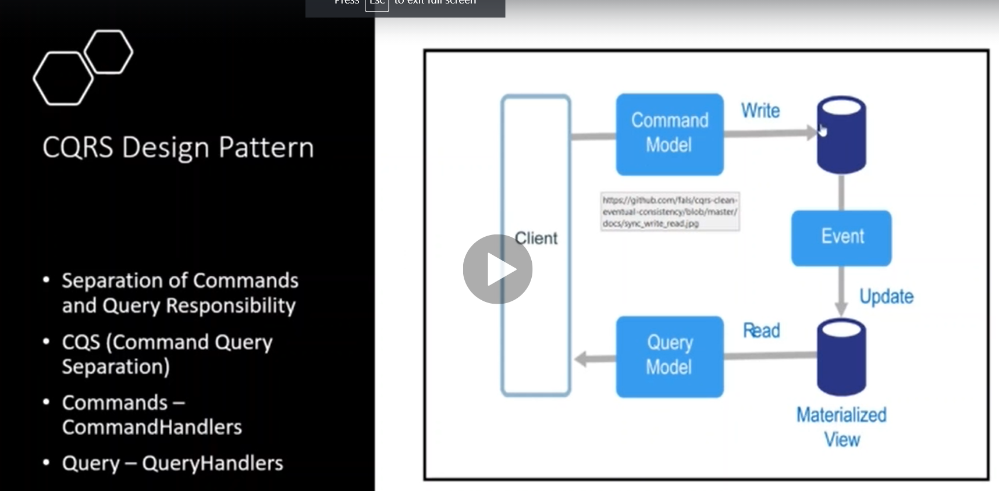 Press Esc to exit full screen
CQRS Design Pattern
• Separation of Commands
and Query Responsibility
• CQS (Command Query
Separation)
• Commands –
CommandHandlers
• Query – QueryHandlers
Client
Command
Model
Write
https://github.com/fals/cqrs-clean-
eventual-consistency/blob/master/
docs/sync_write_read.jpg
Event
Update
Query
Model
Read
Materialized
View